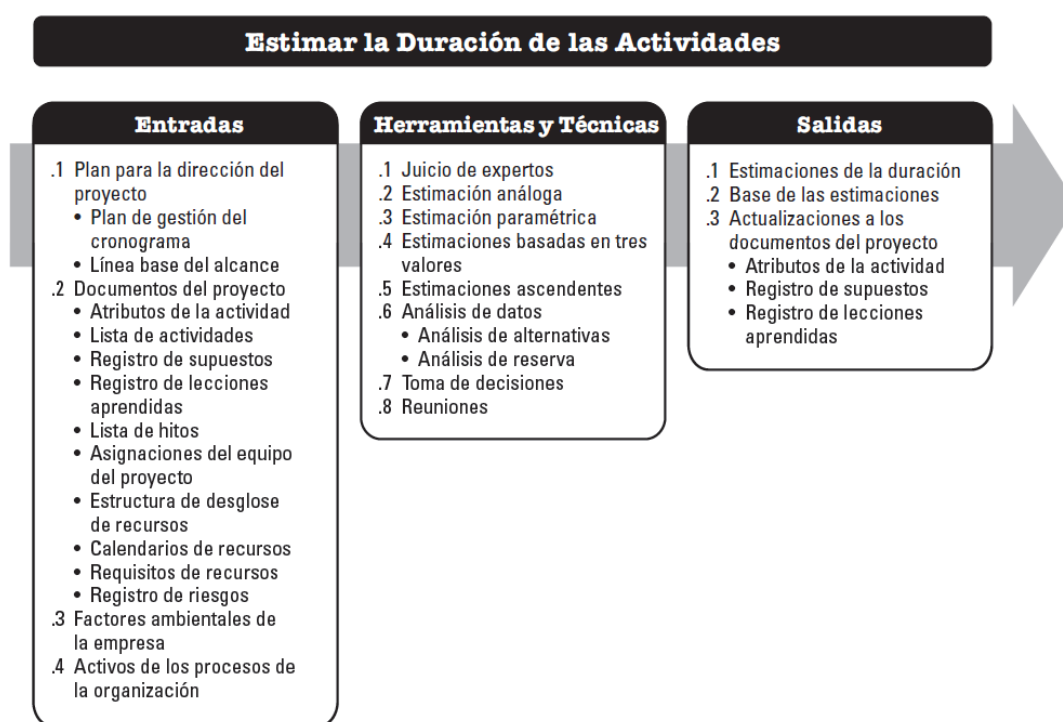 Estimar la Duración de las Actividades
Entradas
.1 Plan para la dirección del
proyecto
• Plan de gestión del
cronograma
• Línea base del alcance
.2 Documentos del proyecto
• Atributos de la actividad
• Lista de actividades
• Registro de supuestos
• Registro de lecciones
aprendidas
• Lista de hitos
• Asignaciones del equipo
del proyecto
• Estructura de desglose
de recursos
• Calendarios de recursos
• Requisitos de recursos
• Registro de riesgos
.3 Factores ambientales de
la empresa
.4 Activos de los procesos de
la organización
Herramientas y Técnicas
.1 Juicio de expertos
.2 Estimación análoga
.3 Estimación paramétrica
.4 Estimaciones basadas en tres
valores
.5 Estimaciones ascendentes
.6 Análisis de datos
• Análisis de alternativas
• Análisis de reserva
.7 Toma de decisiones
.8 Reuniones
Salidas
.1 Estimaciones de la duración
.2 Base de las estimaciones
.3 Actualizaciones a los
documentos del proyecto
• Atributos de la actividad
• Registro de supuestos
• Registro de lecciones
aprendidas